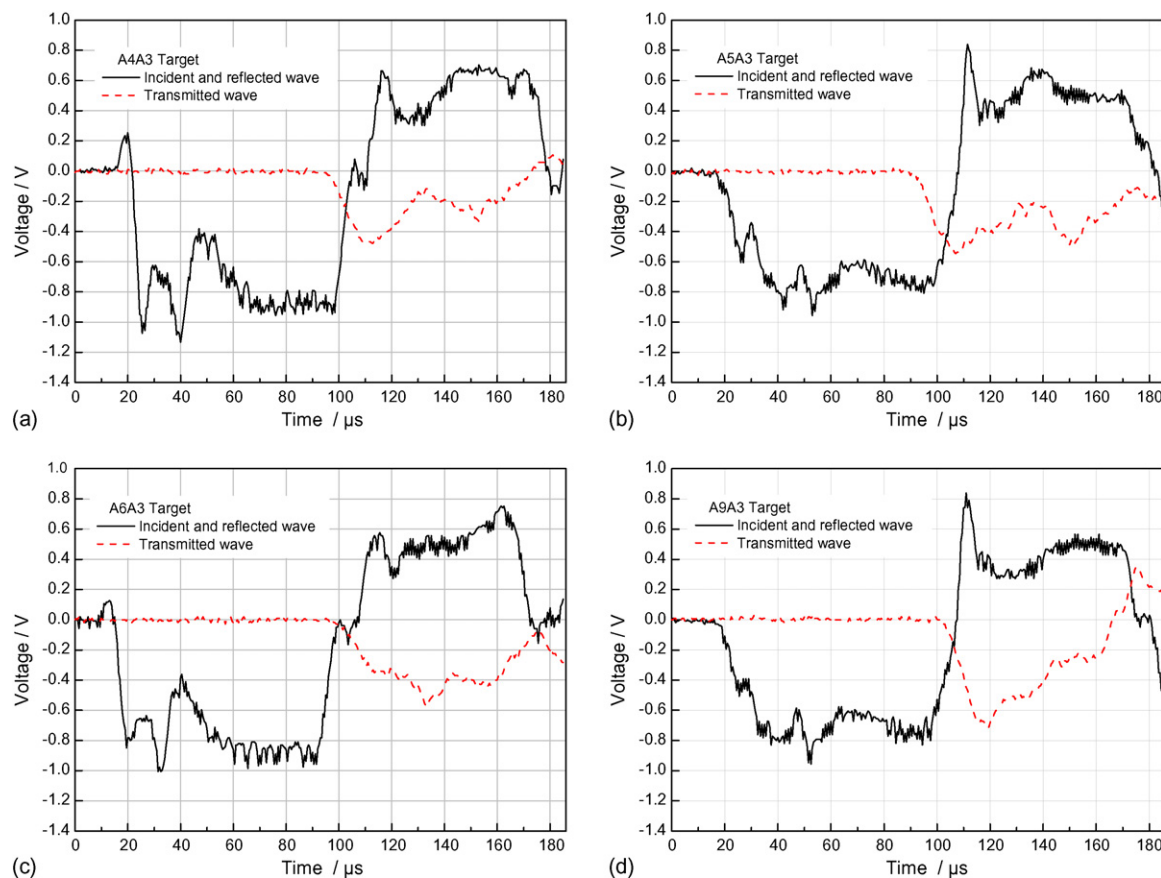 1.0
0.8
0.6
0.4
0.2
0.0
-0.2
-0.4
-0.6
-0.8
-1.0
-1.2
-1.4
Voltage / V
A4A3 Target
Incident and reflected wave
Transmitted wave
0 20 40 60 80 100 120 140 160 180
Time / µs
(a)
1.0
0.8
0.6
0.4
0.2
0.0
-0.2
-0.4
-0.6
-0.8
-1.0
-1.2
-1.4
Voltage / V
A5A3 Target
Incident and reflected wave
Transmitted wave
0 20 40 60 80 100 120 140 160 180
Time / µs
(b)
1.0
0.8
0.6
0.4
0.2
0.0
-0.2
-0.4
-0.6
-0.8
-1.0
-1.2
-1.4
Voltage / V
A6A3 Target
Incident and reflected wave
Transmitted wave
0 20 40 60 80 100 120 140 160 180
Time / µs
(c)
1.0
0.8
0.6
0.4
0.2
0.0
-0.2
-0.4
-0.6
-0.8
-1.0
-1.2
-1.4
Voltage / V
A9A3 Target
Incident and reflected wave
Transmitted wave
0 20 40 60 80 100 120 140 160 180
Time / µs
(d)